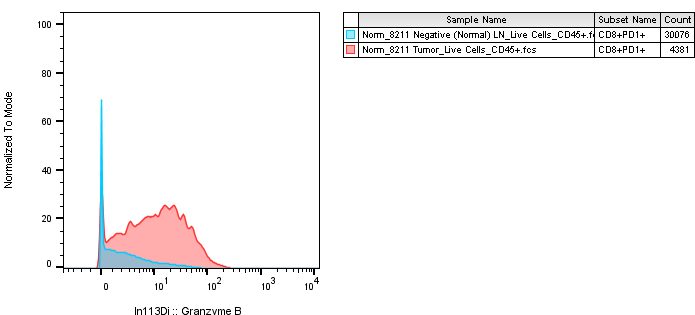 Normalized To Mode
100
80
60
40
20
0
0 10^1 10^2 10^3 10^4
In113Di :: Granzyme B
Sample Name Subset Name Count
Norm_8211 Negative (Normal) LN_Live Cells_CD45+.f CD8+PD1+ 30076
Norm_8211 Tumor_Live Cells_CD45+.fcs CD8+PD1+ 4381